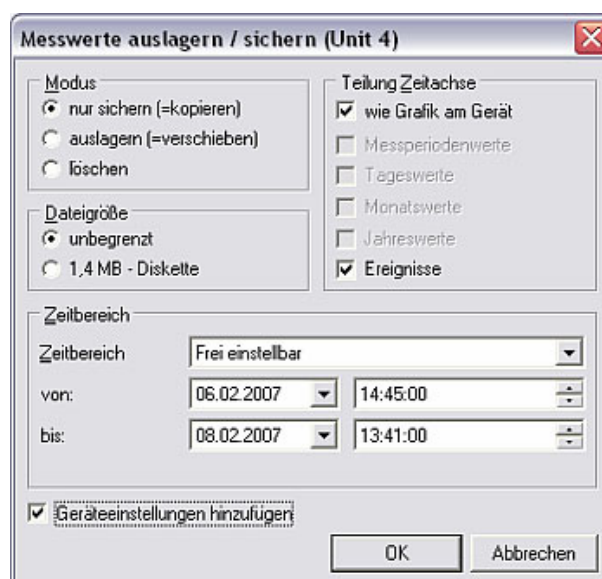 Messwerte auslagern / sichern (Unit 4)
Modus
nur sichern (=kopieren)
auslagern (=verschieben)
löschen
Dateigröße
unbegrenzt
1,4 MB - Diskette
Teilung Zeitachse
wie Grafik am Gerät
Messperiodenwerte
Tageswerte
Monatswerte
Jahreswerte
Ereignisse
Zeitbereich
Zeitbereich Frei einstellbar
von: 06.02.2007 14:45:00
bis: 08.02.2007 13:41:00
Geräteeinstellungen hinzufügen
OK Abbrechen